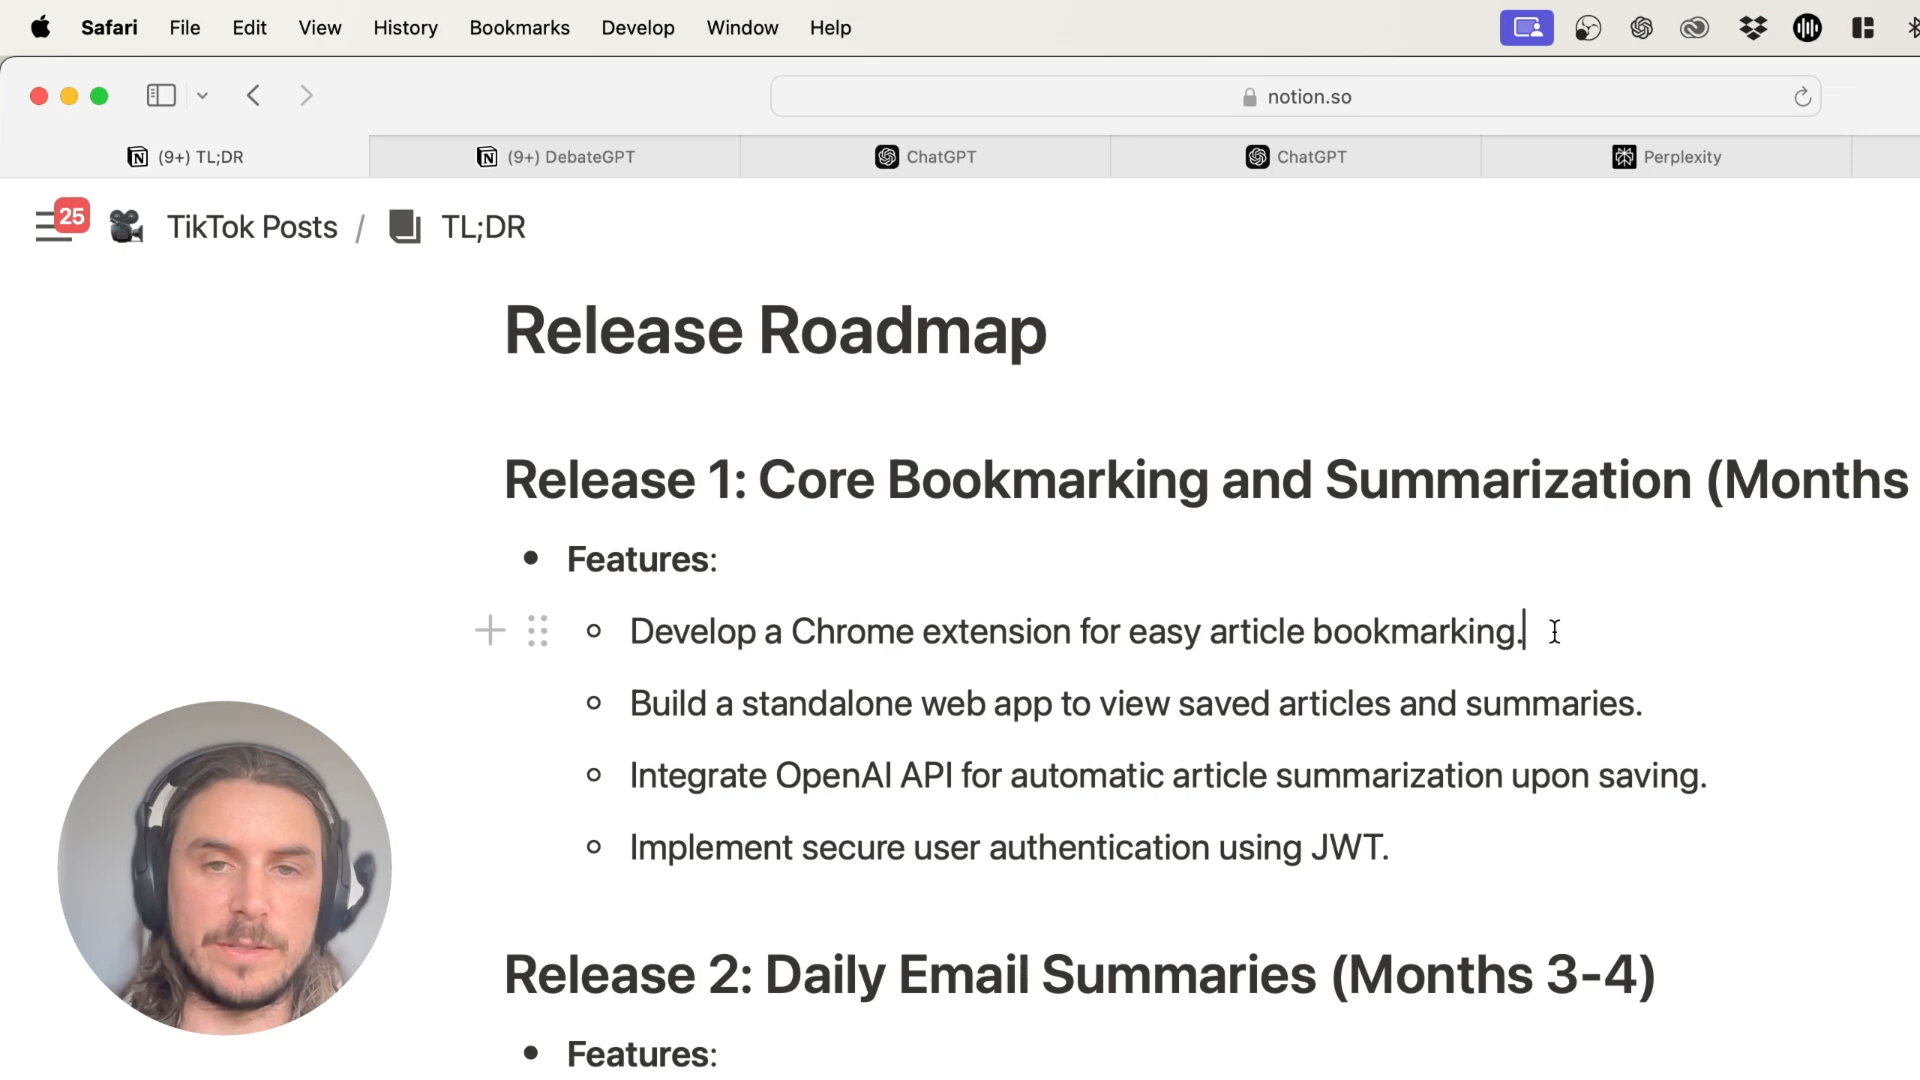 Safari File Edit View History Bookmarks Develop Window Help
notion.so
(9+) TL;DR (9+) DebateGPT ChatGPT ChatGPT Perplexity
25 TikTok Posts / TL;DR
Release Roadmap
Release 1: Core Bookmarking and Summarization (Months
Features:
Develop a Chrome extension for easy article bookmarking.
Build a standalone web app to view saved articles and summaries.
Integrate OpenAI API for automatic article summarization upon saving.
Implement secure user authentication using JWT.
Release 2: Daily Email Summaries (Months 3-4)
Features: